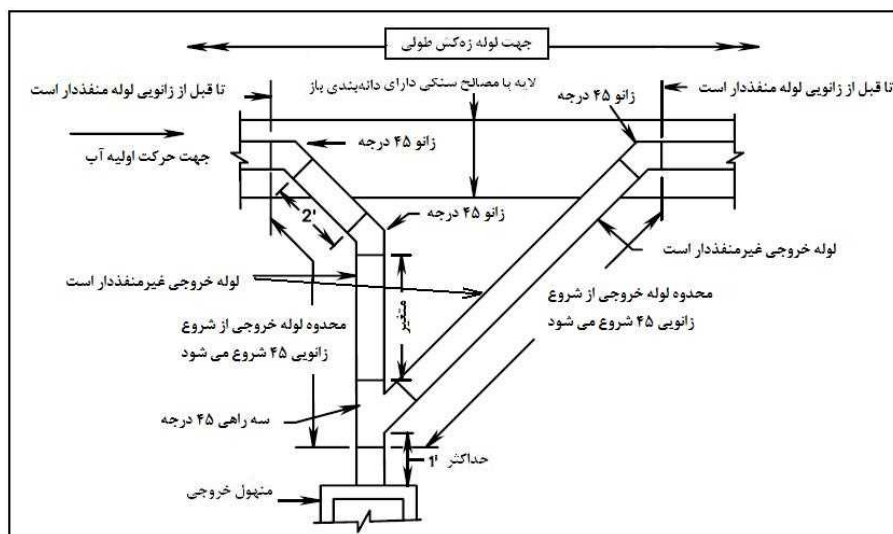 جهت لوله زه‌کش طولی
تا قبل از زانویی لوله منفذدار است
لایه با مصالح سنگی دارای دانه‌بندی باز
زانو ۴۵ درجه
تا قبل از زانویی لوله منفذدار است
جهت حرکت اولیه آب
زانو ۴۵ درجه
2'
زانو ۴۵ درجه
لوله خروجی غیرمنفذدار است
لوله خروجی غیرمنفذدار است
متغیر
محدوده لوله خروجی از شروع
زانویی ۴۵ شروع می شود
محدوده لوله خروجی از شروع
زانویی ۴۵ شروع می شود
سه راهی ۴۵ درجه
حداکثر 1'
منهول خروجی